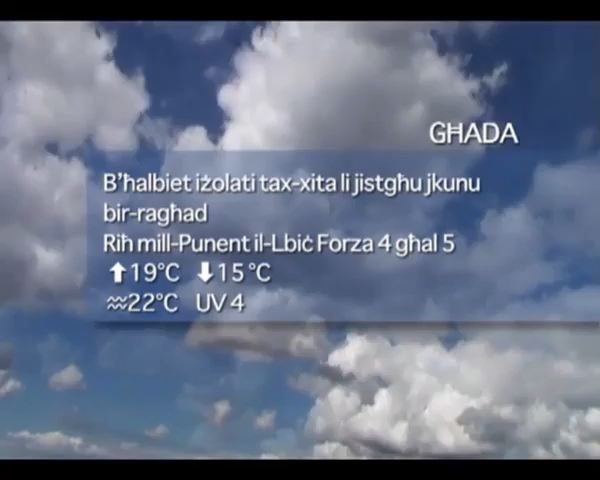 GĦADA
B'ħalbiet iżolati tax-xita li jistgħu jkunu
bir-ragħad
Riħ mill-Punent il-Lbiċ Forza 4 għal 5
19°C 15°C
22°C UV 4